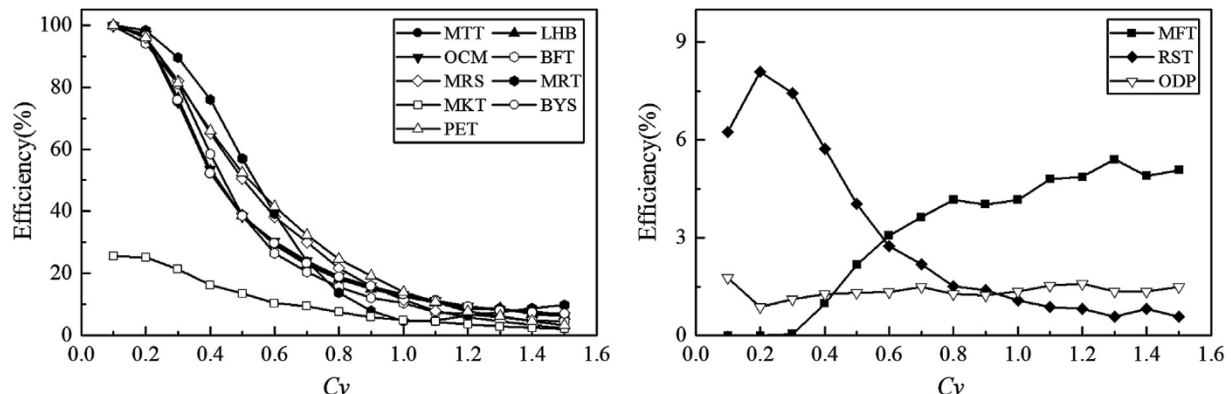 100
80
60
40
20
0
Efficiency(%)
MTT LHB
OCM BFT
MRS MRT
MKT BYS
PET
0.0 0.2 0.4 0.6 0.8 1.0 1.2 1.4 1.6
Cv
9
6
3
0
Efficiency(%)
MFT
RST
ODP
0.0 0.2 0.4 0.6 0.8 1.0 1.2 1.4 1.6
Cv